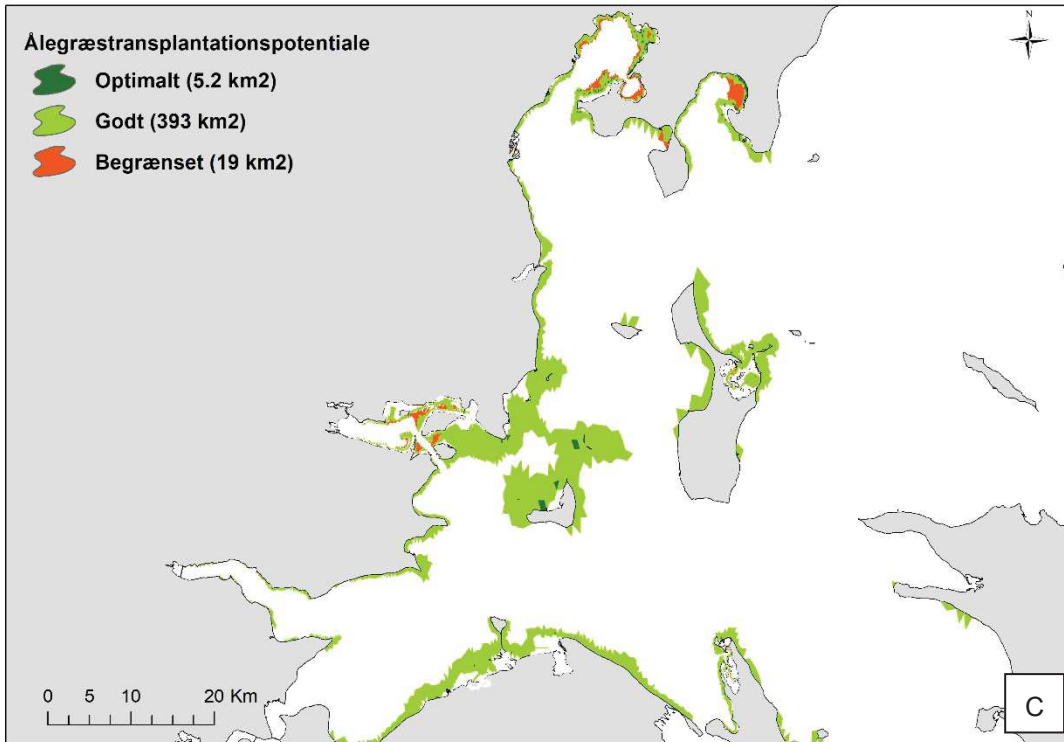 N
Ålegræstransplantationspotentiale
Optimalt (5.2 km2)
Godt (393 km2)
Begrænset (19 km2)
0 5 10 20 Km
C